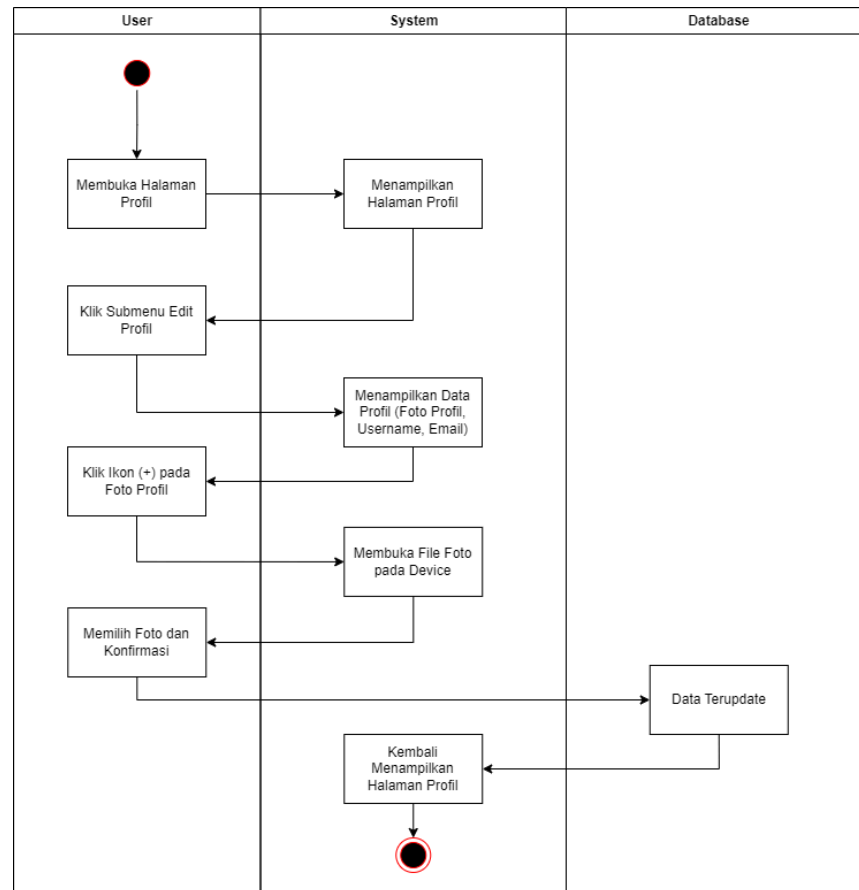 User
System
Database
Membuka Halaman
Profil
Menampilkan
Halaman Profil
Klik Submenu Edit
Profil
Menampilkan Data
Profil (Foto Profil,
Username, Email)
Klik Ikon (+) pada
Foto Profil
Membuka File Foto
pada Device
Memilih Foto dan
Konfirmasi
Data Terupdate
Kembali
Menampilkan
Halaman Profil